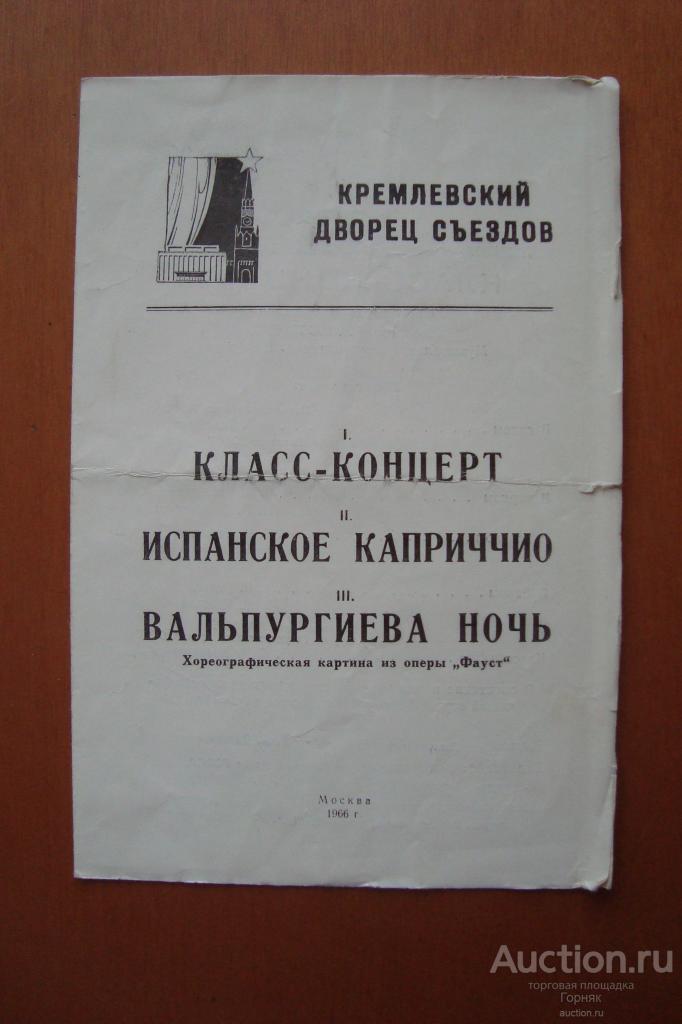 КРЕМЛЕВСКИЙ
ДВОРЕЦ СЪЕЗДОВ
I.
КЛАСС-КОНЦЕРТ
II.
ИСПАНСКОЕ КАПРИЧЧИО
III.
ВАЛЬПУРГИЕВА НОЧЬ
Хореографическая картина из оперы „Фауст“
Москва
1966 г.
Auction.ru
торговая площадка
Горняк
auction.ru